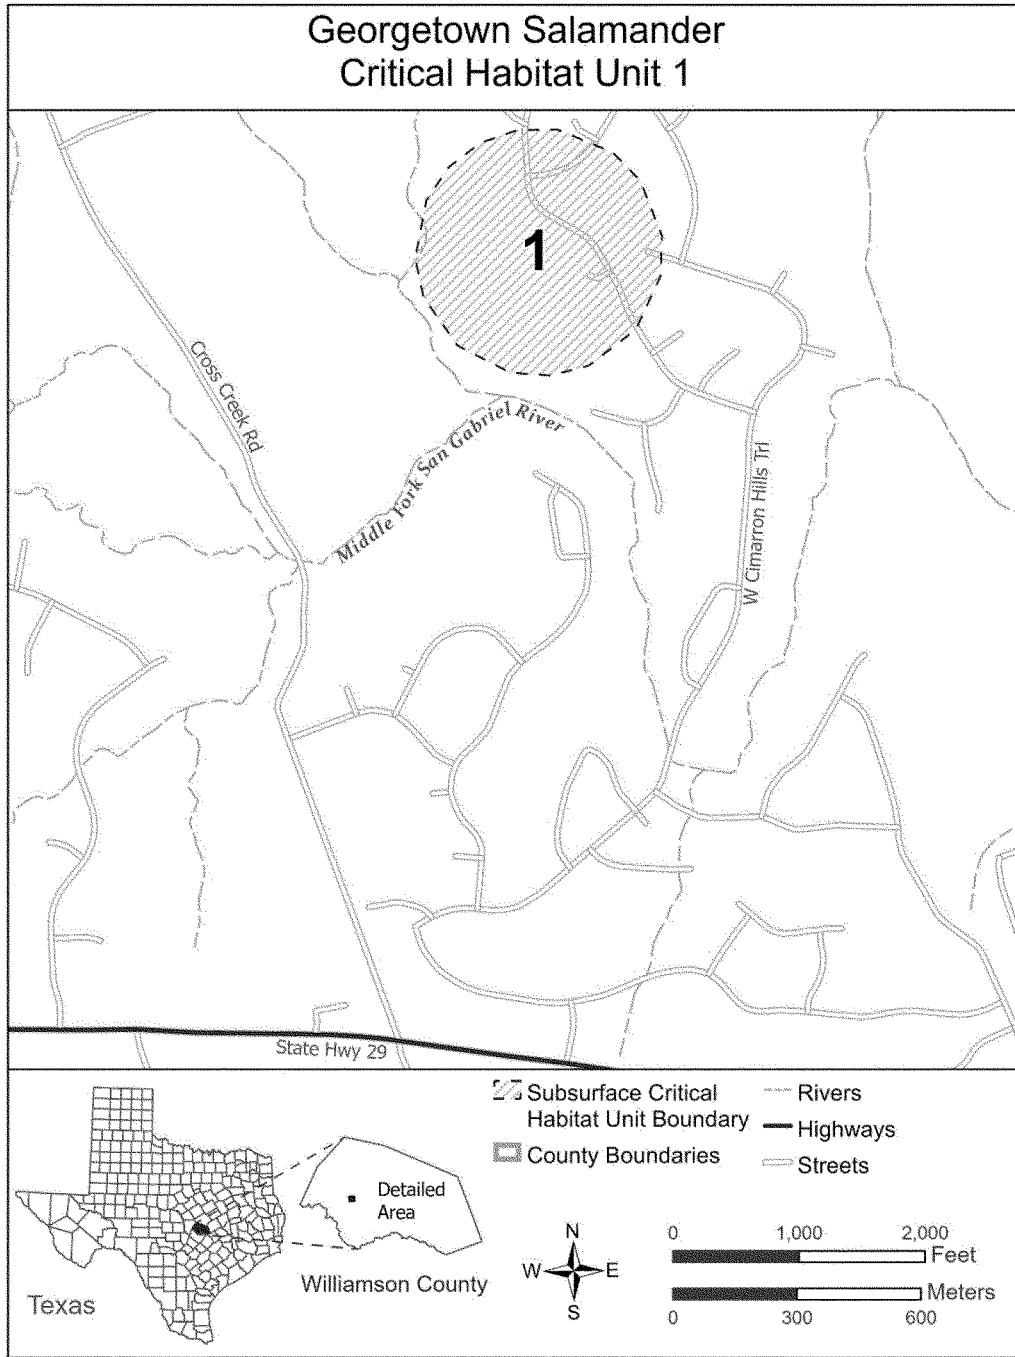 Georgetown Salamander
Critical Habitat Unit 1
1
Cross Creek Rd
Middle Fork San Gabriel River
W Cimarron Hills Trl
State Hwy 29
Subsurface Critical
Habitat Unit Boundary
County Boundaries
Rivers
Highways
Streets
Detailed
Area
Williamson County
Texas
N
W E
S
0 1,000 2,000
Feet
Meters
0 300 600